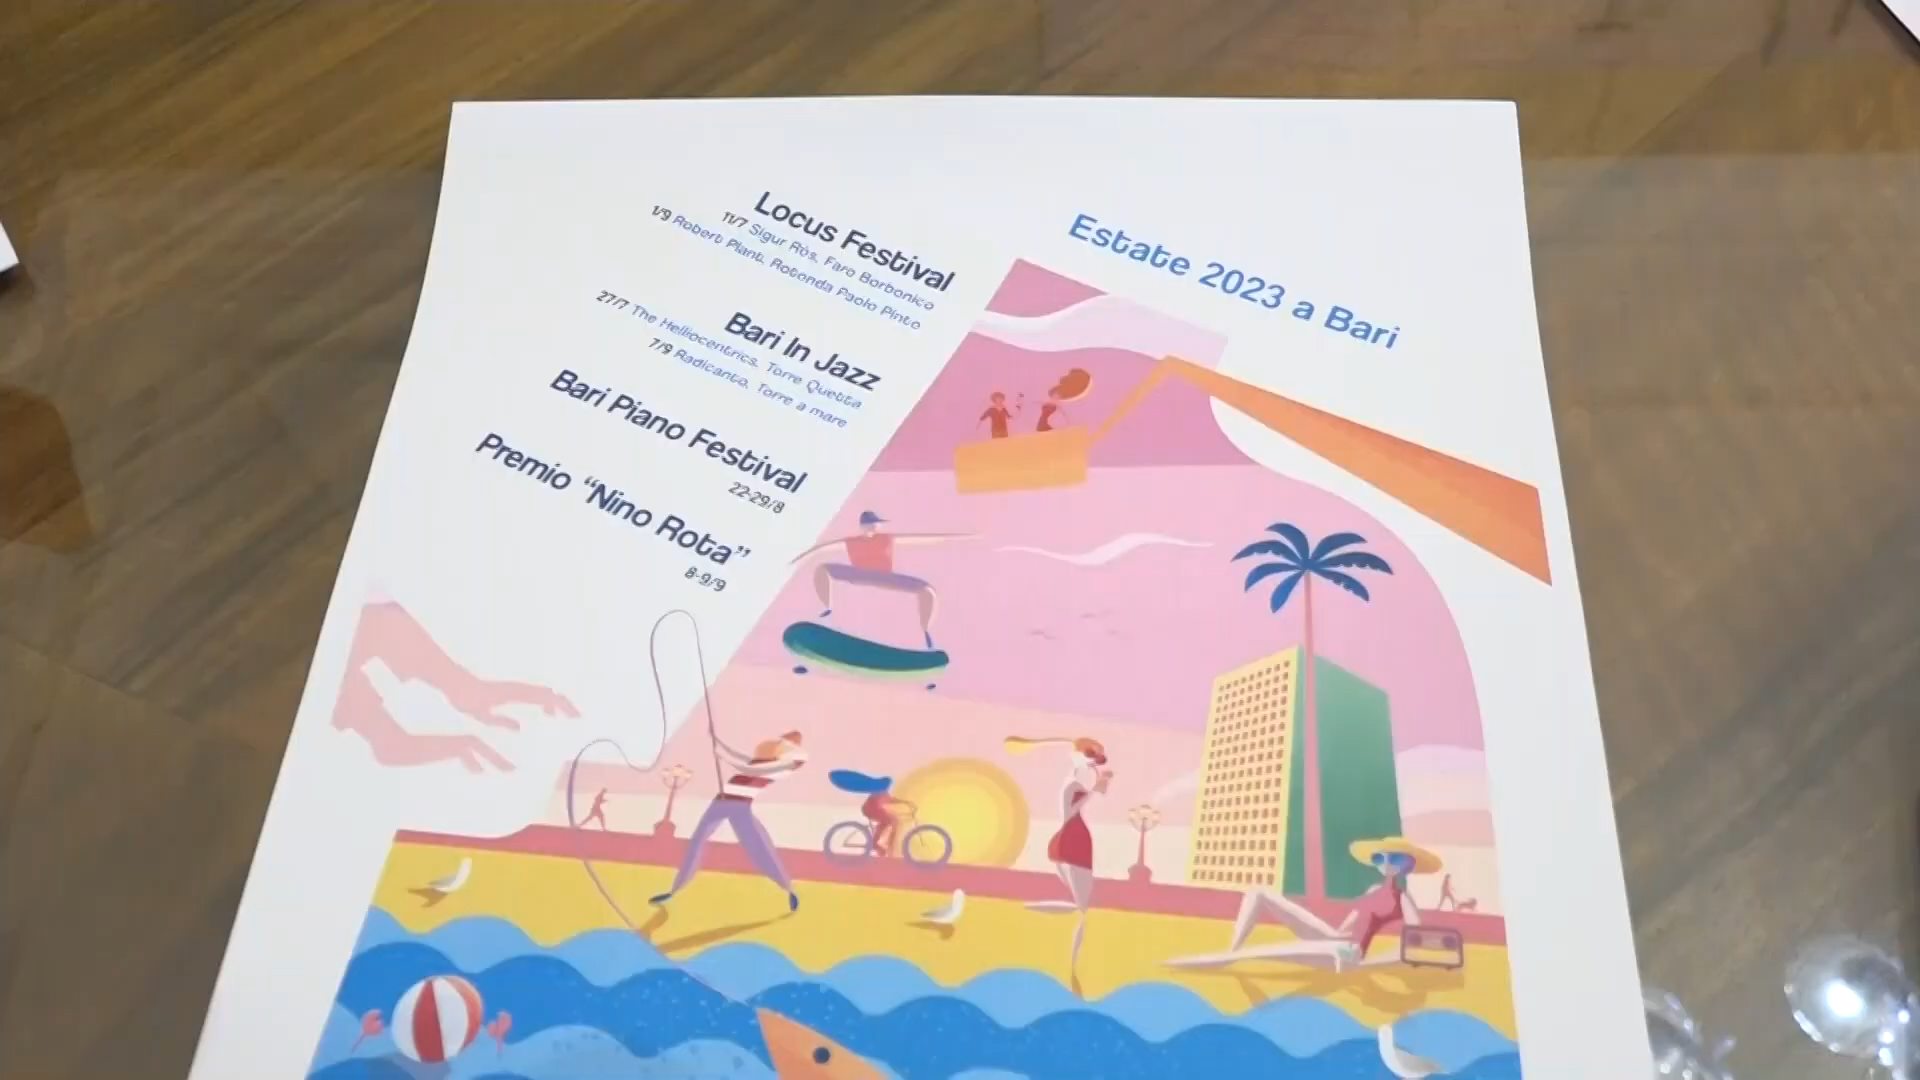 Locus Festival
11/7 Sigur Ròs, Faro Borbonico
1/9 Robert Plant, Rotonda Paolo Pinto
Bari In Jazz
27/7 The Helliocentrics, Torre Quetta
7/9 Radicanto, Torre a mare
Bari Piano Festival
22-29/8
Premio “Nino Rota”
8-9/9
Estate 2023 a Bari